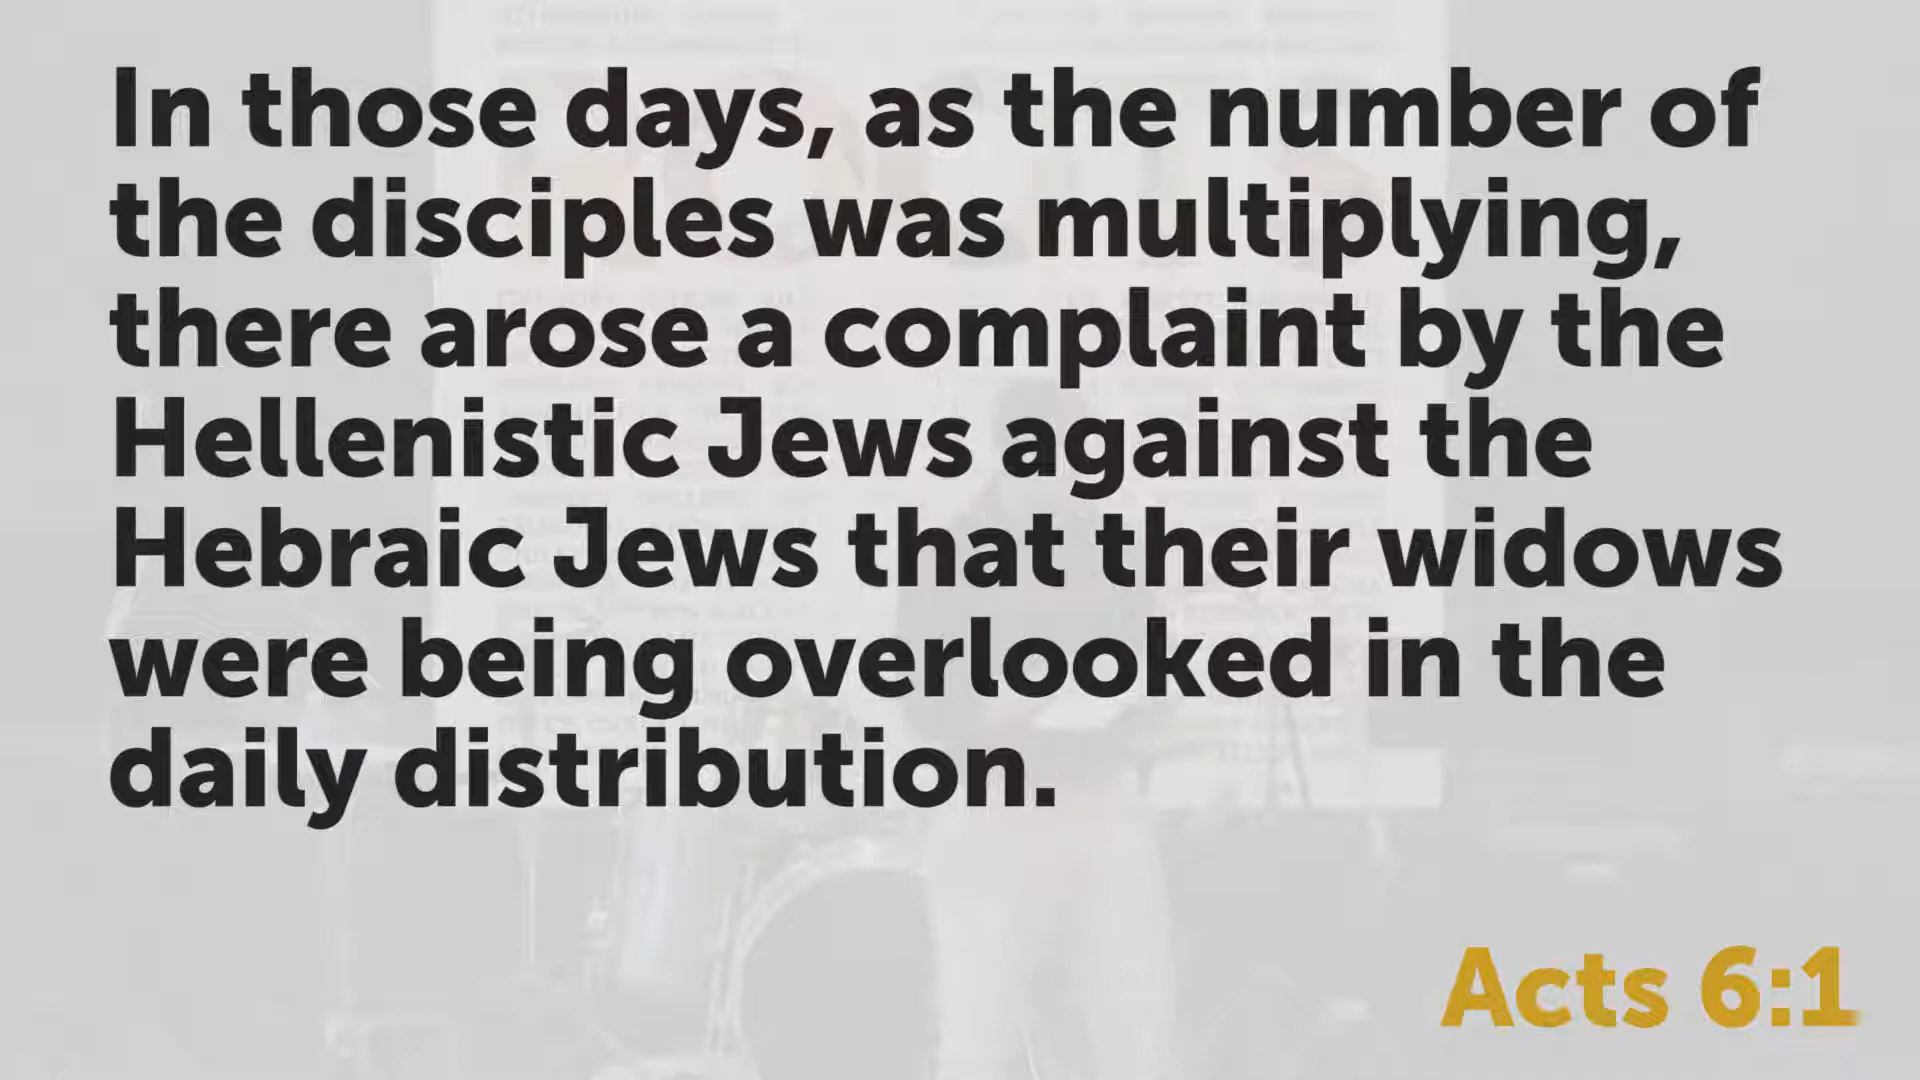 In those days, as the number of
the disciples was multiplying,
there arose a complaint by the
Hellenistic Jews against the
Hebraic Jews that their widows
were being overlooked in the
daily distribution.
Acts 6:1